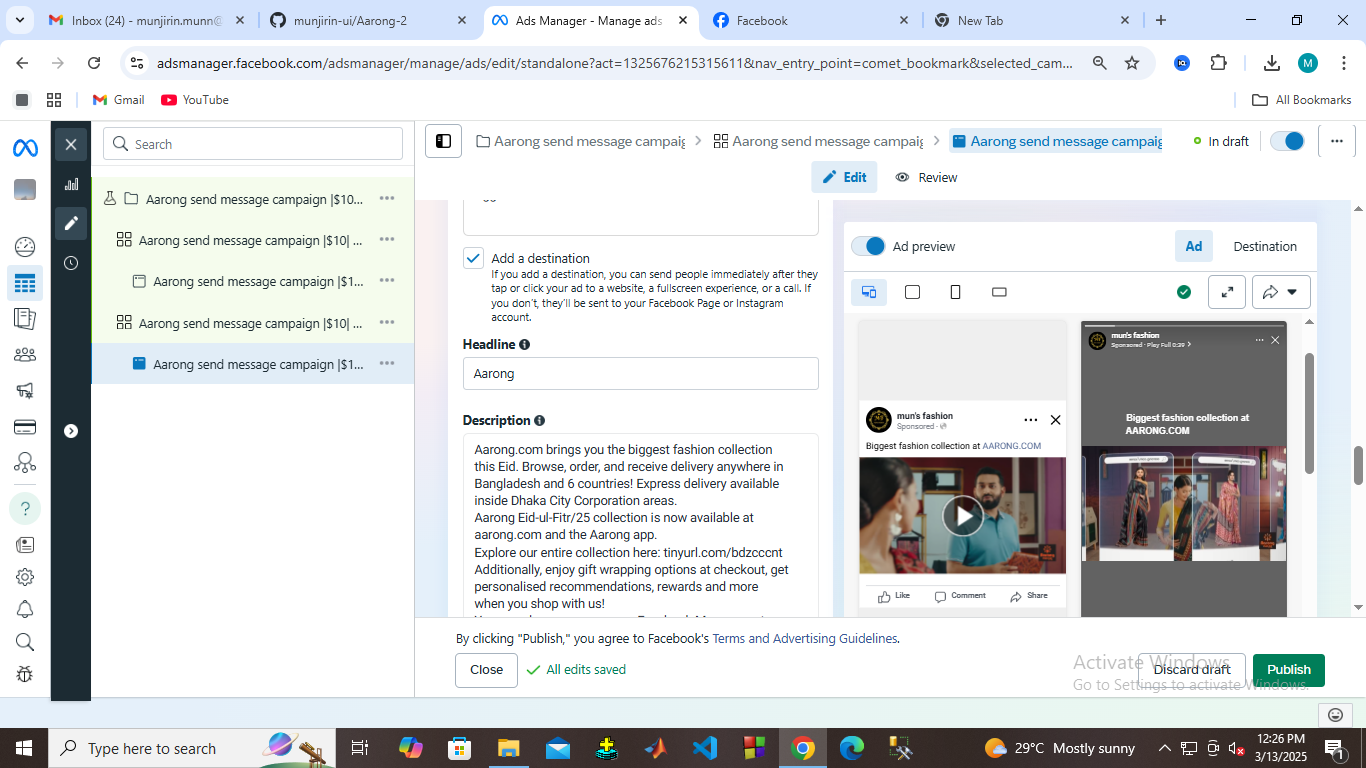 Inbox (24) - munjirin.munn@
munjirin-ui/Aarong-2
Ads Manager - Manage ads
Facebook
New Tab
adsmanager.facebook.com/adsmanager/manage/ads/edit/standalone?act=1325676215315611&nav_entry_point=comet_bookmark&selected_cam...
M
Gmail
YouTube
All Bookmarks
Search
Aarong send message campaign |$10...
Aarong send message campaign |$10| ...
Aarong send message campaign |$1...
Aarong send message campaign |$10| ...
Aarong send message campaign |$1...
Aarong send message campaig
Aarong send message campaig
Aarong send message campaig
In draft
Edit
Review
Add a destination
If you add a destination, you can send people immediately after they
tap or click your ad to a website, a fullscreen experience, or a call. If
you don't, they'll be sent to your Facebook Page or Instagram
account.
Headline
Aarong
Description
Aarong.com brings you the biggest fashion collection
this Eid. Browse, order, and receive delivery anywhere in
Bangladesh and 6 countries! Express delivery available
inside Dhaka City Corporation areas.
Aarong Eid-ul-Fitr/25 collection is now available at
aarong.com and the Aarong app.
Explore our entire collection here: tinyurl.com/bdzcccnt
Additionally, enjoy gift wrapping options at checkout, get
personalised recommendations, rewards and more
when you shop with us!
Ad preview
Ad
Destination
mun's fashion
Sponsored
Biggest fashion collection at AARONG.COM
Like
Comment
Share
mun's fashion
Sponsored · Play Full 0:39
Biggest fashion collection at
AARONG.COM
By clicking "Publish," you agree to Facebook's Terms and Advertising Guidelines.
Close
All edits saved
Discard draft
Publish
Activate Windows
Go to Settings to activate Windows.
Type here to search
29°C Mostly sunny
12:26 PM
3/13/2025
1